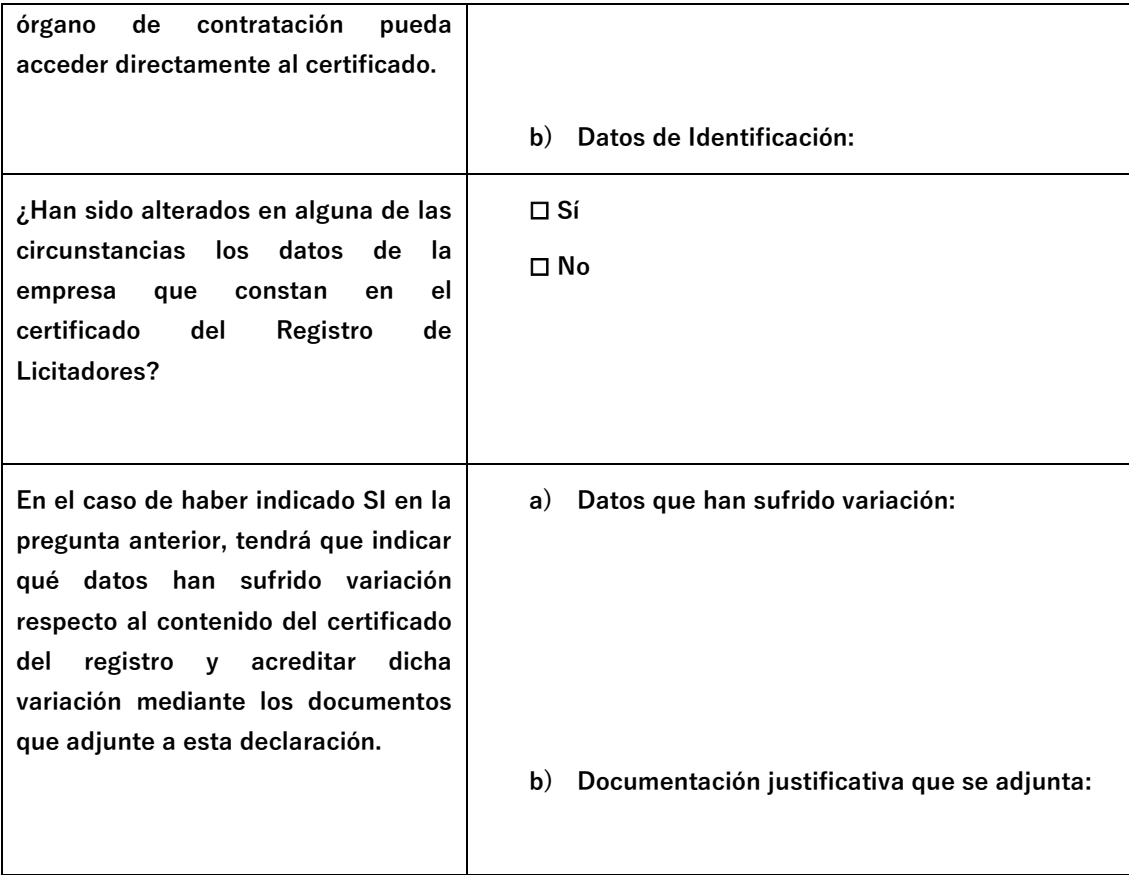 órgano de contratación pueda
acceder directamente al certificado.
b) Datos de Identificación:
¿Han sido alterados en alguna de las
circunstancias los datos de la
empresa que constan en el
certificado del Registro de
Licitadores?
☐ Sí
☐ No
En el caso de haber indicado SI en la
pregunta anterior, tendrá que indicar
qué datos han sufrido variación
respecto al contenido del certificado
del registro y acreditar dicha
variación mediante los documentos
que adjunte a esta declaración.
a) Datos que han sufrido variación:
b) Documentación justificativa que se adjunta: